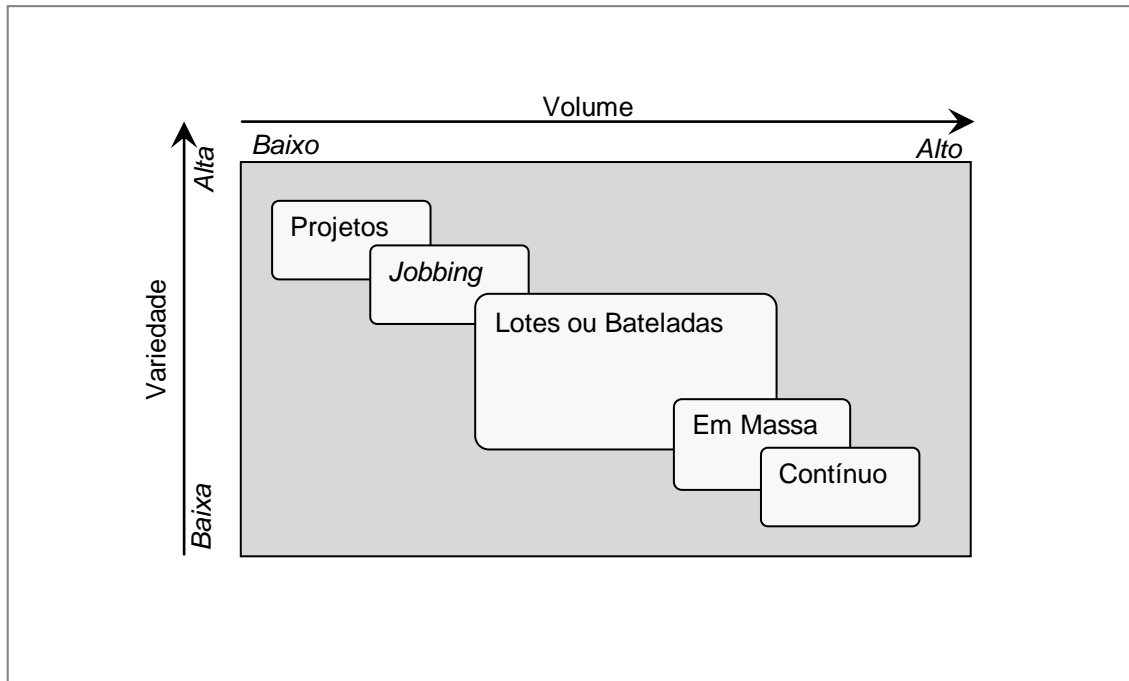 Volume
Baixo
Alto
Alta
Variedade
Baixa
Projetos
Jobbing
Lotes ou Bateladas
Em Massa
Contínuo